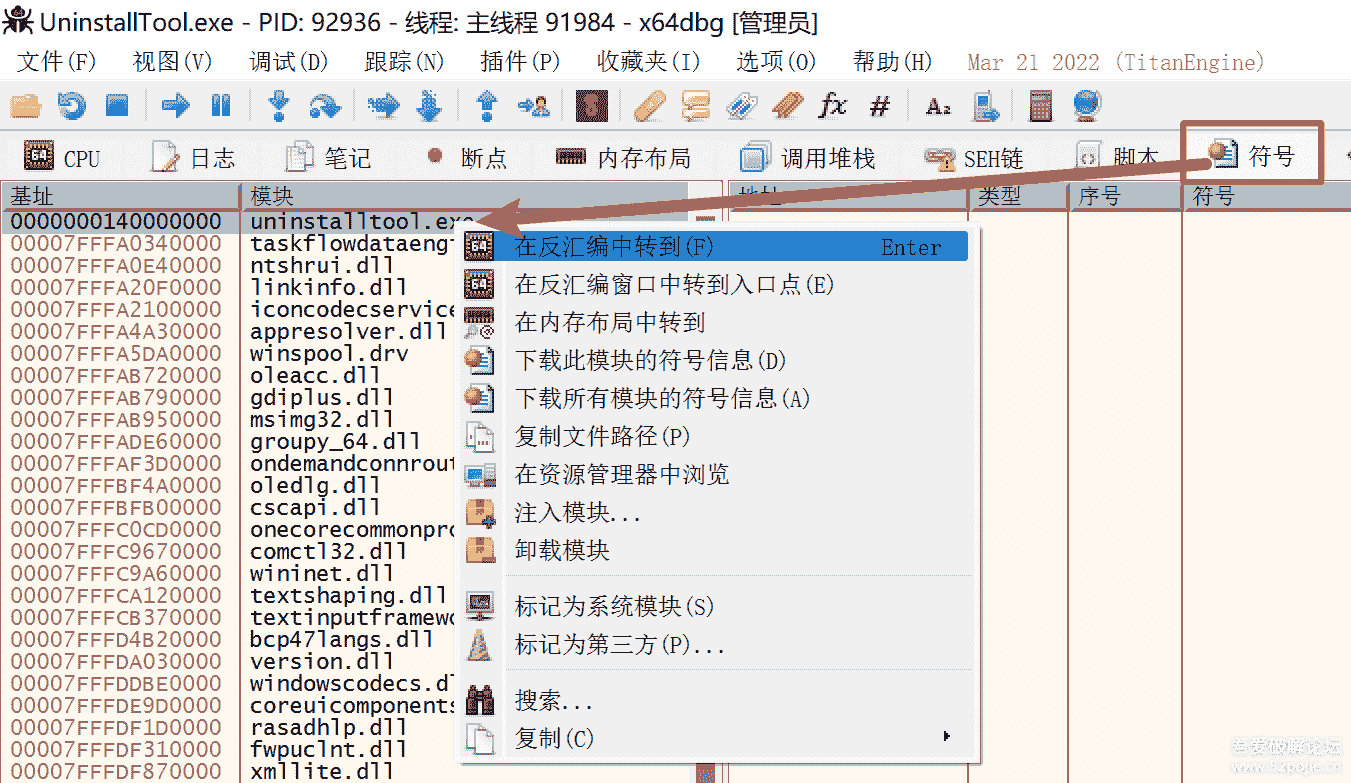 UninstallTool.exe - PID: 92936 - 线程: 主线程 91984 - x64dbg [管理员]
文件(F) 视图(V) 调试(D) 跟踪(N) 插件(P) 收藏夹(I) 选项(O) 帮助(H) Mar 21 2022 (TitanEngine)
CPU 日志 笔记 断点 内存布局 调用堆栈 SEH链 脚本 符号
基址 模块 地址 类型 序号 符号
0000000140000000 uninstalltool.exe
00007FFFA0340000 taskflowdataeng
00007FFFA0E40000 ntshrui.dll
00007FFFA20F0000 linkinfo.dll
00007FFFA2100000 iconcodecservice
00007FFFA4A30000 appresolver.dll
00007FFFA5DA0000 winspool.drv
00007FFFAB720000 oleacc.dll
00007FFFAB790000 gdiplus.dll
00007FFFAB950000 msimg32.dll
00007FFFADE60000 groupy_64.dll
00007FFFAF3D0000 ondemandconnrout
00007FFFBF4A0000 oledlg.dll
00007FFFBFB00000 cscapi.dll
00007FFFC0CD0000 onecorecommonpro
00007FFFC9670000 comctl32.dll
00007FFFC9A60000 wininet.dll
00007FFFCA120000 textshaping.dll
00007FFFCB370000 textinputframewo
00007FFFD4B20000 bcp47langs.dll
00007FFFDA030000 version.dll
00007FFFDDBE0000 windowscodecs.dl
00007FFFDE9D0000 coreuicomponents
00007FFFDF1D0000 rasadhlp.dll
00007FFFDF310000 fwpuclnt.dll
00007FFFDF870000 xmllite.dll
在反汇编中转到(F) Enter
在反汇编窗口中转到入口点(E)
在内存布局中转到
下载此模块的符号信息(D)
下载所有模块的符号信息(A)
复制文件路径(P)
在资源管理器中浏览
注入模块...
卸载模块
标记为系统模块(S)
标记为第三方(P)...
搜索...
复制(C)
吾爱破解论坛
www.52pojie.cn